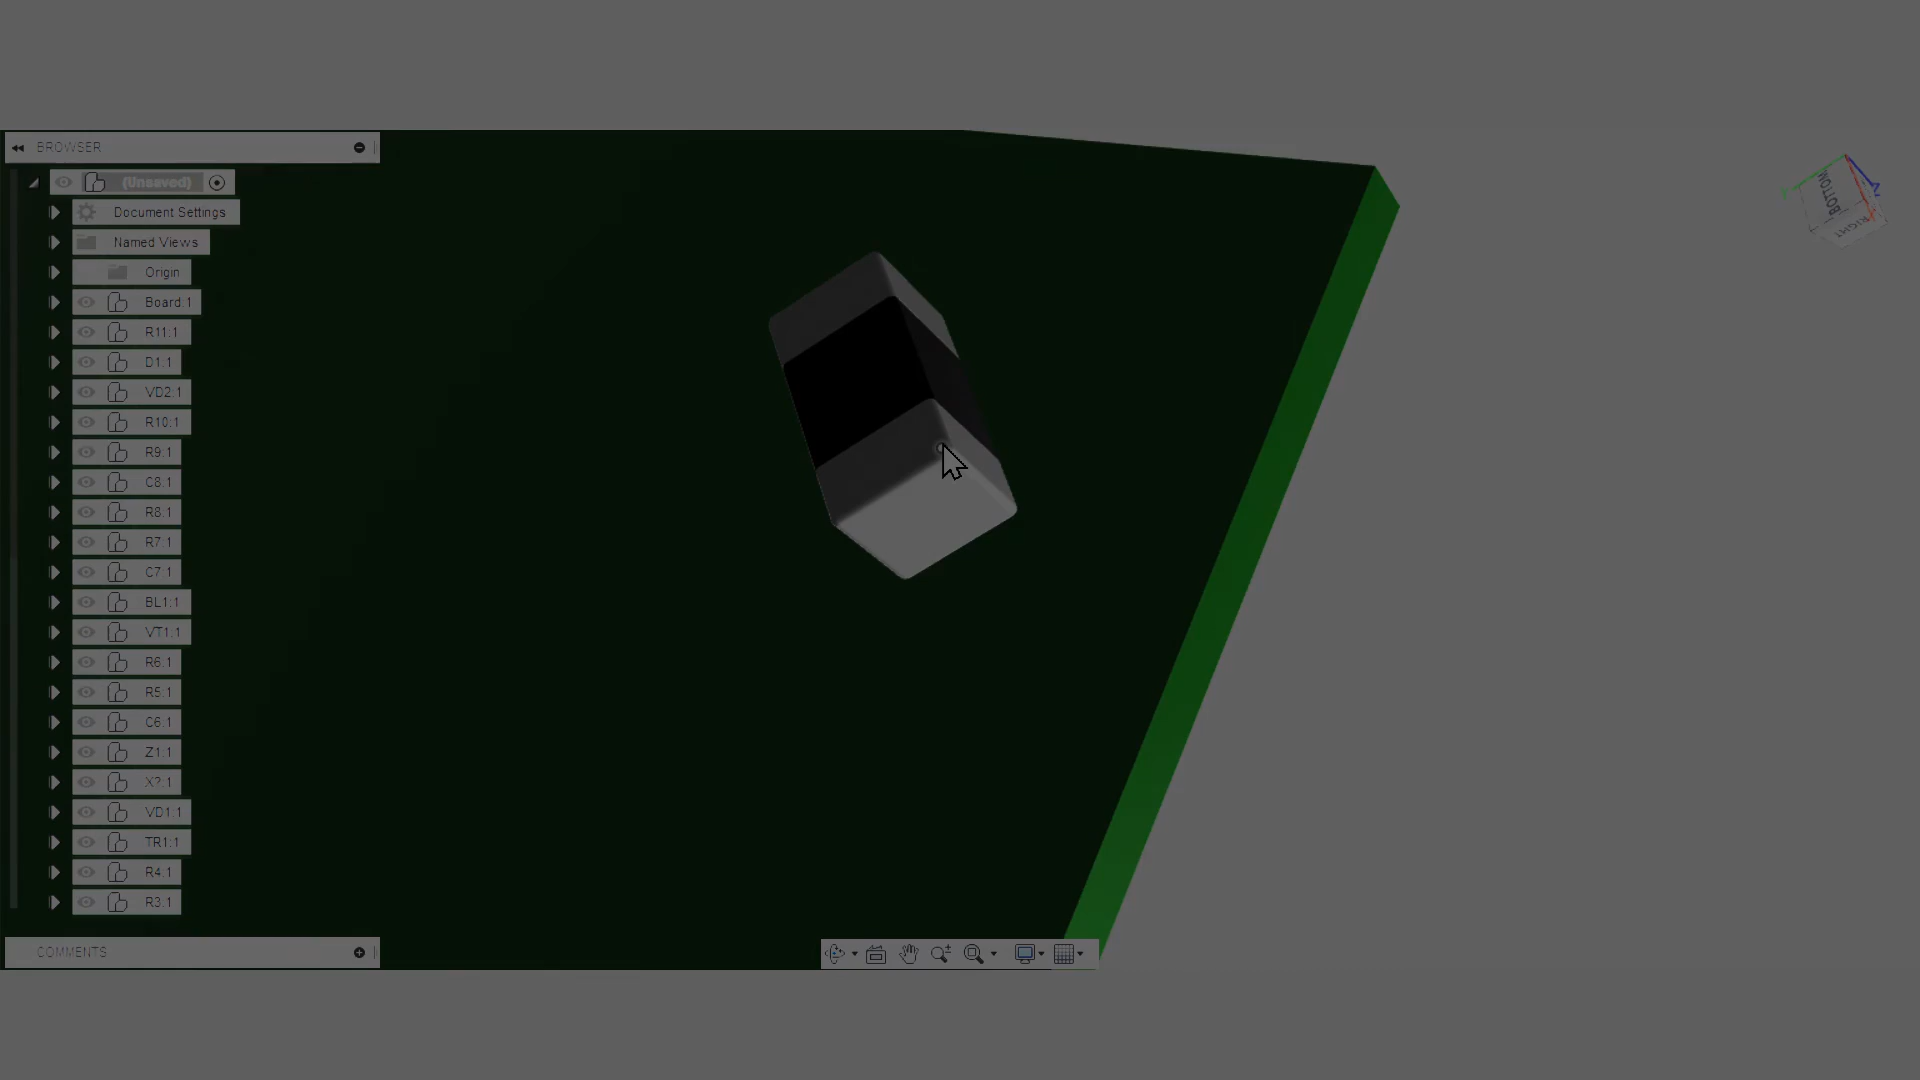 BROWSER
(Unsaved)
Document Settings
Named Views
Origin
Board:1
R11:1
D1:1
VD2:1
R10:1
R9:1
C8:1
R8:1
R7:1
C7:1
BL1:1
VT1:1
R6:1
R5:1
C6:1
Z1:1
X?:1
VD1:1
TR1:1
R4:1
R3:1
COMMENTS
BOTTOM
RIGHT
Z